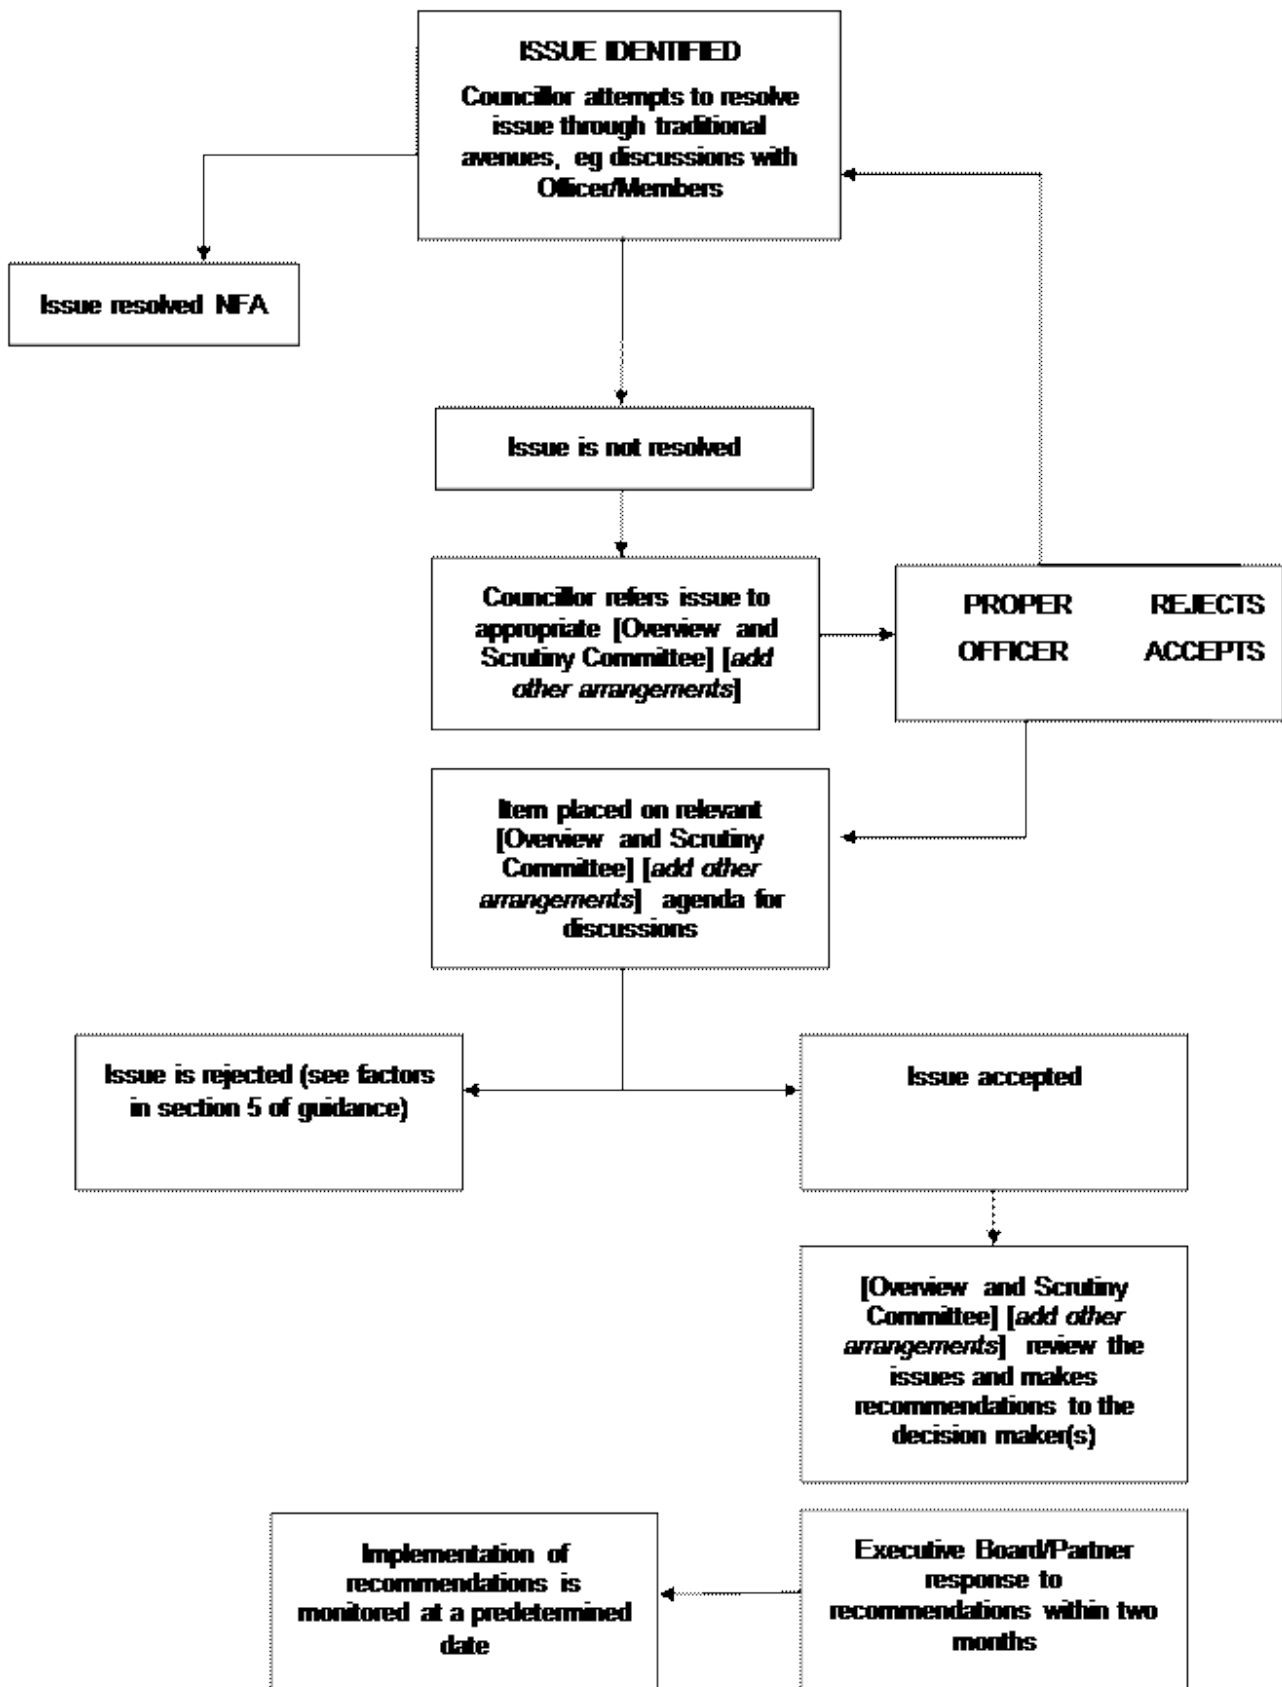 ISSUE IDENTIFIED
Councillor attempts to resolve
issue through traditional
avenues, eg discussions with
Officer/Members
Issue resolved NFA
Issue is not resolved
Councillor refers issue to
appropriate [Overview and
Scrutiny Committee] [add
other arrangements]
PROPER REJECTS
OFFICER ACCEPTS
Item placed on relevant
[Overview and Scrutiny
Committee] [add other
arrangements] agenda for
discussions
Issue is rejected (see factors
in section 5 of guidance)
Issue accepted
[Overview and Scrutiny
Committee] [add other
arrangements] review the
issues and makes
recommendations to the
decision maker(s)
Implementation of
recommendations is
monitored at a predetermined
date
Executive Board/Partner
response to
recommendations within two
months